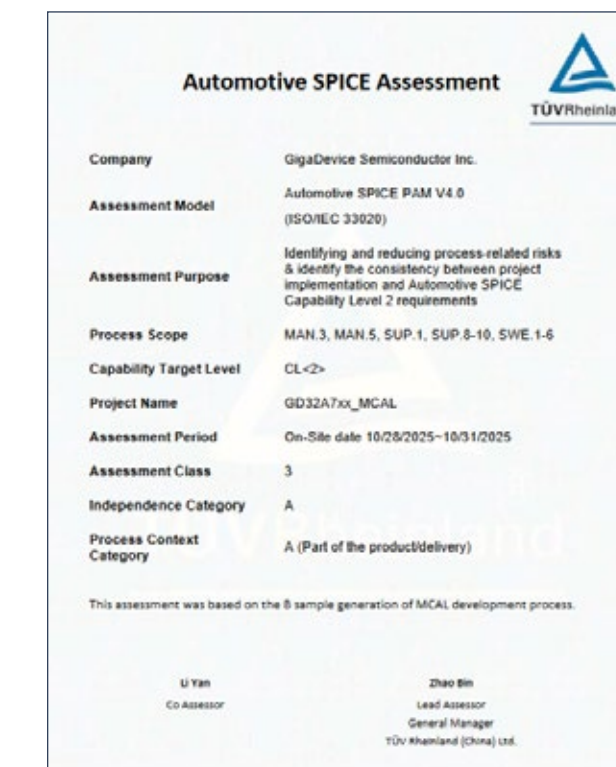 Automotive SPICE Assessment
TÜVRheinla
Company GigaDevice Semiconductor Inc.
Assessment Model Automotive SPICE PAM V4.0
(ISO/IEC 33020)
Assessment Purpose Identifying and reducing process-related risks
& identify the consistency between project
implementation and Automotive SPICE
Capability Level 2 requirements
Process Scope MAN.3, MAN.5, SUP.1, SUP.8-10, SWE.1-6
Capability Target Level CL<2>
Project Name GD32A7xx_MCAL
Assessment Period On-Site date 10/28/2025~10/31/2025
Assessment Class 3
Independence Category A
Process Context
Category A (Part of the product/delivery)
TÜVRheinland
This assessment was based on the B sample generation of MCAL development process.
Li Yan Zhao Bin
Co Assessor Lead Assessor
General Manager
TÜV Rheinland (China) Ltd.